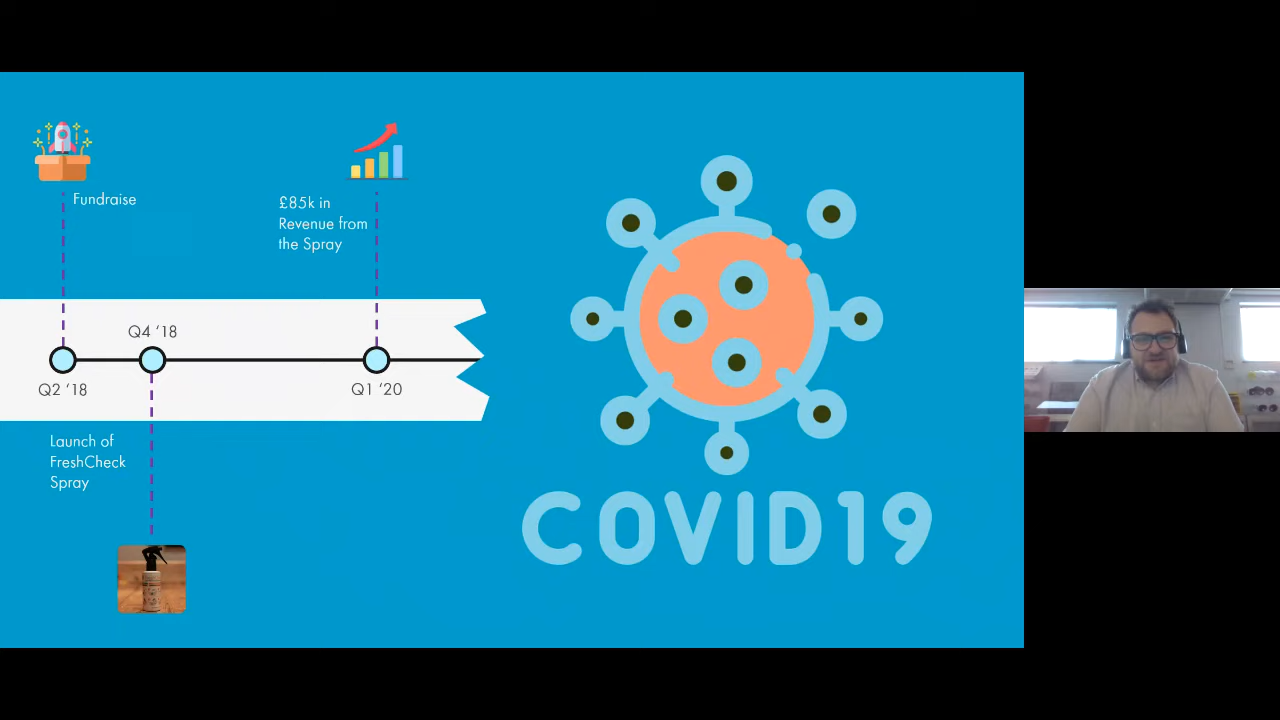 Fundraise
£85k in
Revenue from
the Spray
Q4 ‘18
Q2 ‘18
Q1 ‘20
Launch of
FreshCheck
Spray
COVID19